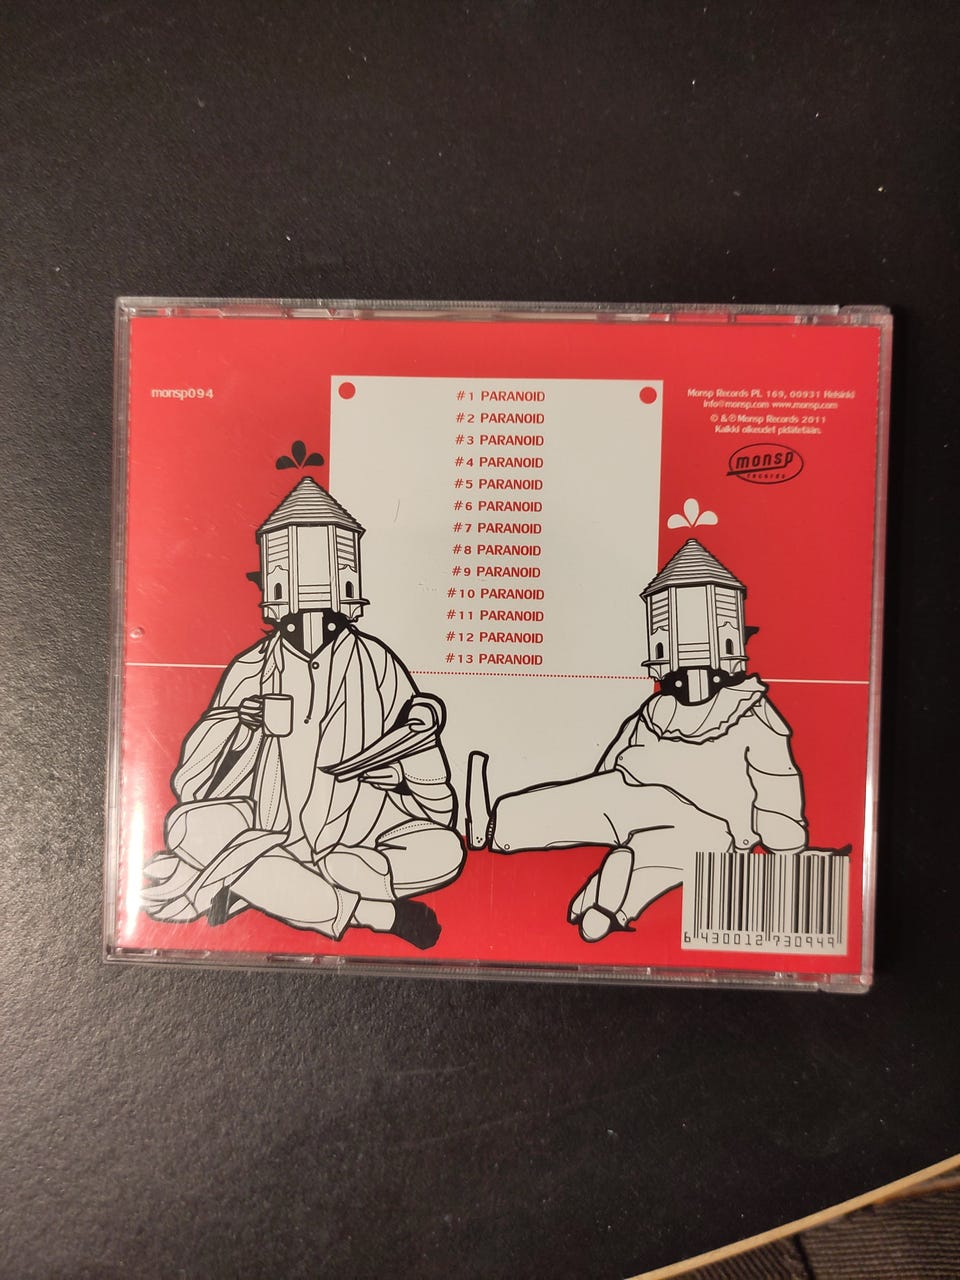 monsp094
#1 PARANOID
#2 PARANOID
#3 PARANOID
#4 PARANOID
#5 PARANOID
#6 PARANOID
#7 PARANOID
#8 PARANOID
#9 PARANOID
#10 PARANOID
#11 PARANOID
#12 PARANOID
#13 PARANOID
Monsp Records PL 169, 00931 Helsinki
info@monsp.com www.monsp.com
© & ℗ Monsp Records 2011
Kaikki oikeudet pidätetään.
monsp
records
6 430012 730949